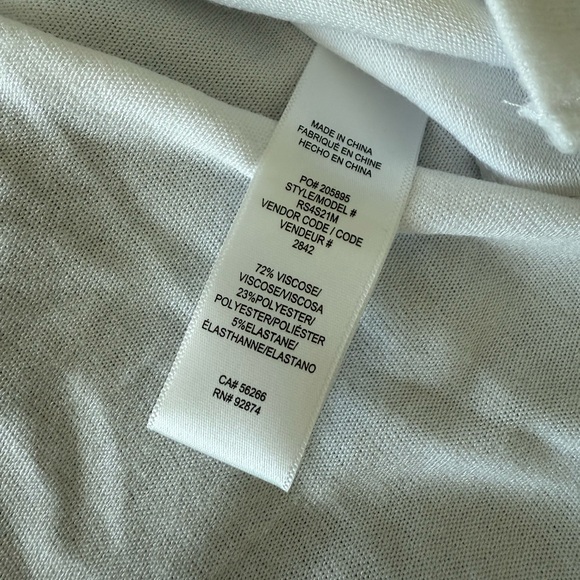 MADE IN CHINA
FABRIQUÉ EN CHINE
HECHO EN CHINA
PO# 205895
STYLE/MODEL #
RS4S21M
VENDOR CODE / CODE
VENDEUR #
2842
72% VISCOSE/
VISCOSE/VISCOSA
23%POLYESTER/
POLYESTER/POLIÉSTER
5%ELASTANE/
ÉLASTHANNE/ELASTANO
CA# 56266
RN# 92874